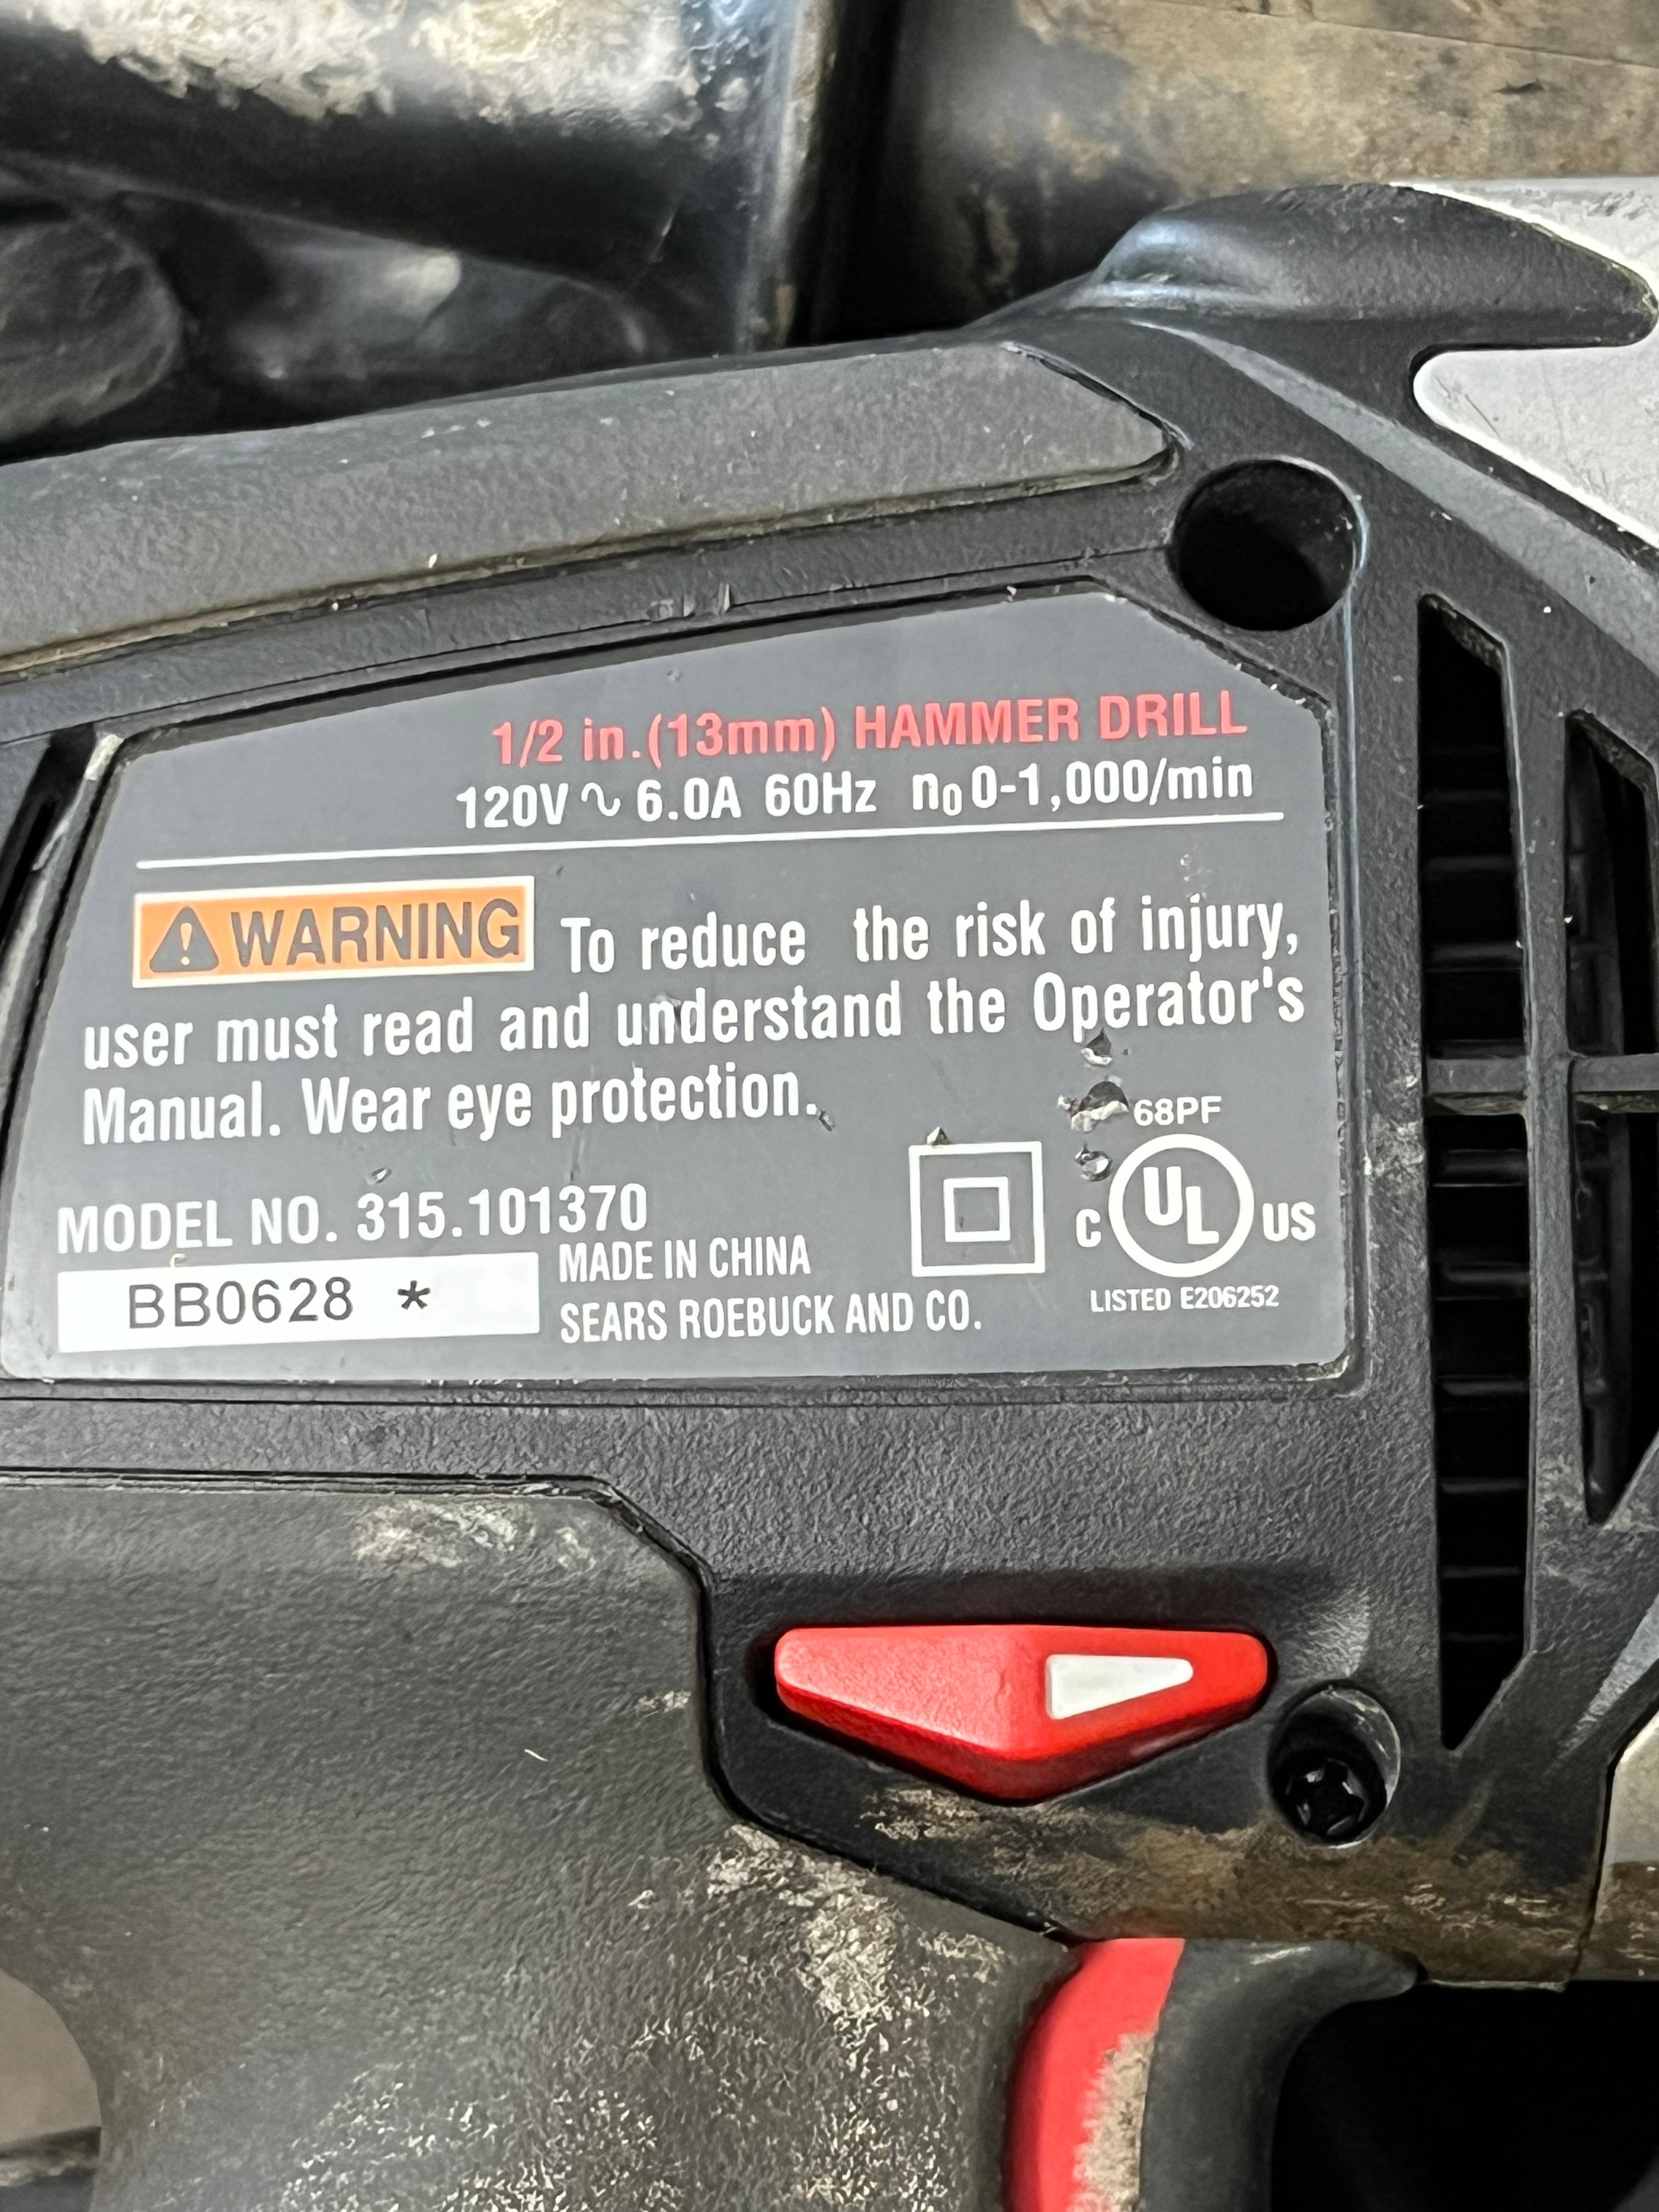 1/2 in.(13mm) HAMMER DRILL
120V ~ 6.0A 60Hz n₀ 0-1,000/min
⚠ WARNING To reduce the risk of injury,
user must read and understand the Operator's
Manual. Wear eye protection.
68PF
MODEL NO. 315.101370
C UL US
BB0628 *
MADE IN CHINA
SEARS ROEBUCK AND CO.
LISTED E206252